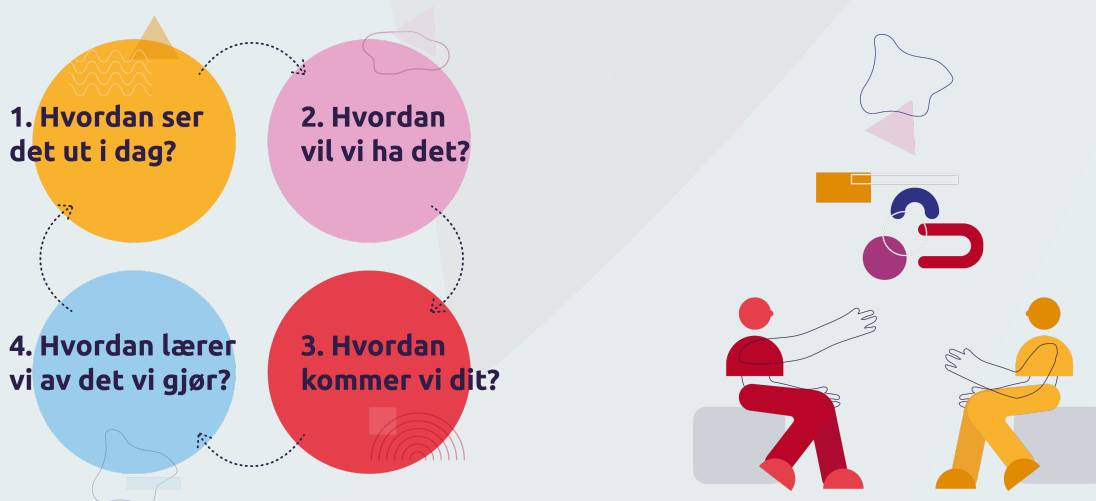 1. Hvordan ser
det ut i dag?
2. Hvordan
vil vi ha det?
3. Hvordan
kommer vi dit?
4. Hvordan lærer
vi av det vi gjør?